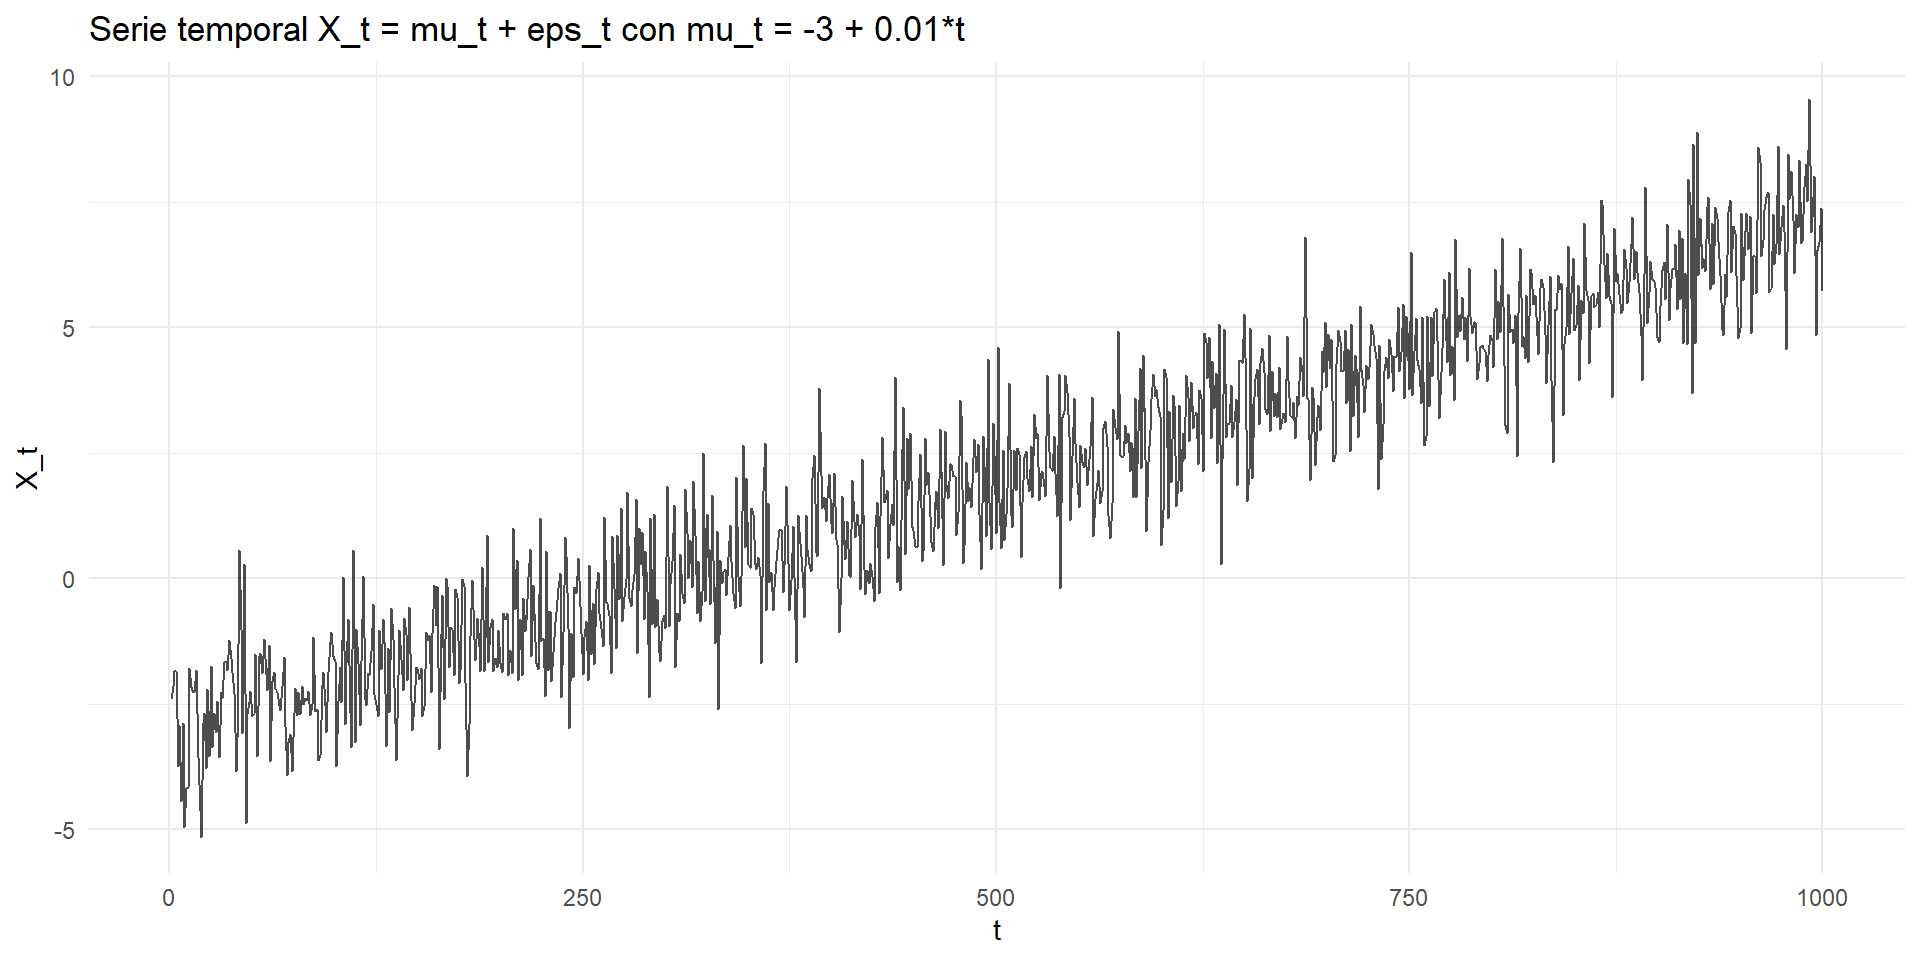 Serie temporal X_t = mu_t + eps_t con mu_t = -3 + 0.01*t
10
5
0
-5
X_t
0 250 500 750 1000
t